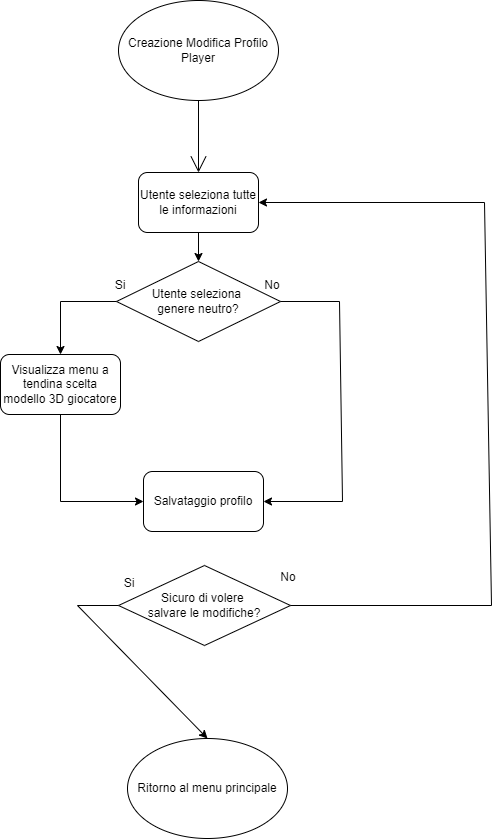 Creazione Modifica Profilo
Player
Utente seleziona tutte
le informazioni
Si
Utente seleziona
genere neutro?
No
Visualizza menu a
tendina scelta
modello 3D giocatore
Salvataggio profilo
Si
Sicuro di volere
salvare le modifiche?
No
Ritorno al menu principale